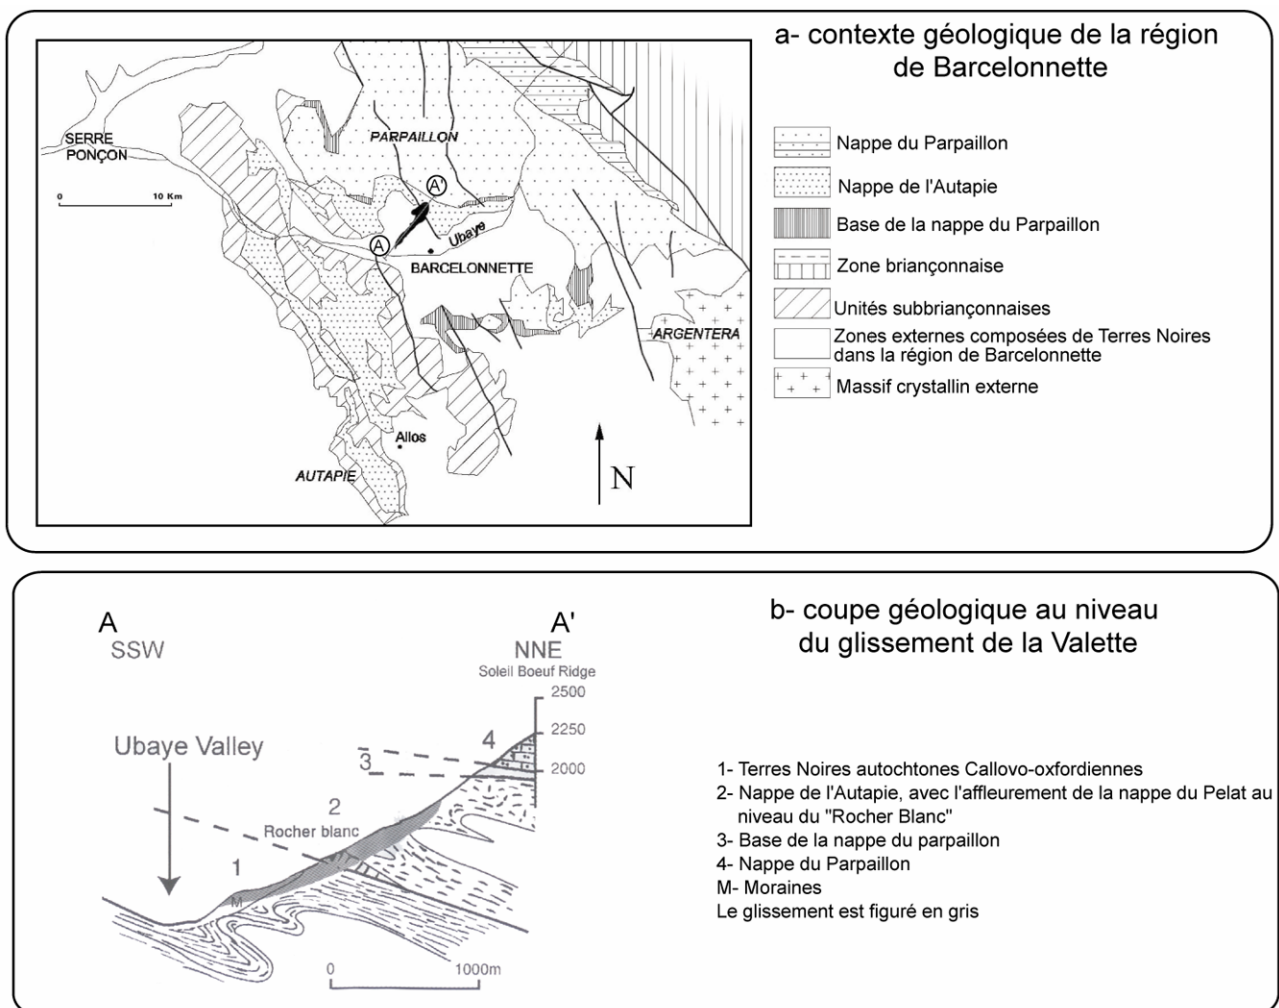 a- contexte géologique de la région
de Barcelonnette
SERRE
PONÇON
0 10 Km
PARPAILLON
A'
A
Ubaye
BARCELONNETTE
ARGENTERA
Allos
AUTAPIE
N
Nappe du Parpaillon
Nappe de l'Autapie
Base de la nappe du Parpaillon
Zone briançonnaise
Unités subbriançonnaises
Zones externes composées de Terres Noires
dans la région de Barcelonnette
Massif crystallin externe
b- coupe géologique au niveau
du glissement de la Valette
A
SSW
A'
NNE
Soleil Boeuf Ridge
2500
2250
2000
Ubaye Valley
4
3
2
Rocher blanc
1
M
0 1000m
1- Terres Noires autochtones Callovo-oxfordiennes
2- Nappe de l'Autapie, avec l'affleurement de la nappe du Pelat au
niveau du "Rocher Blanc"
3- Base de la nappe du parpaillon
4- Nappe du Parpaillon
M- Moraines
Le glissement est figuré en gris